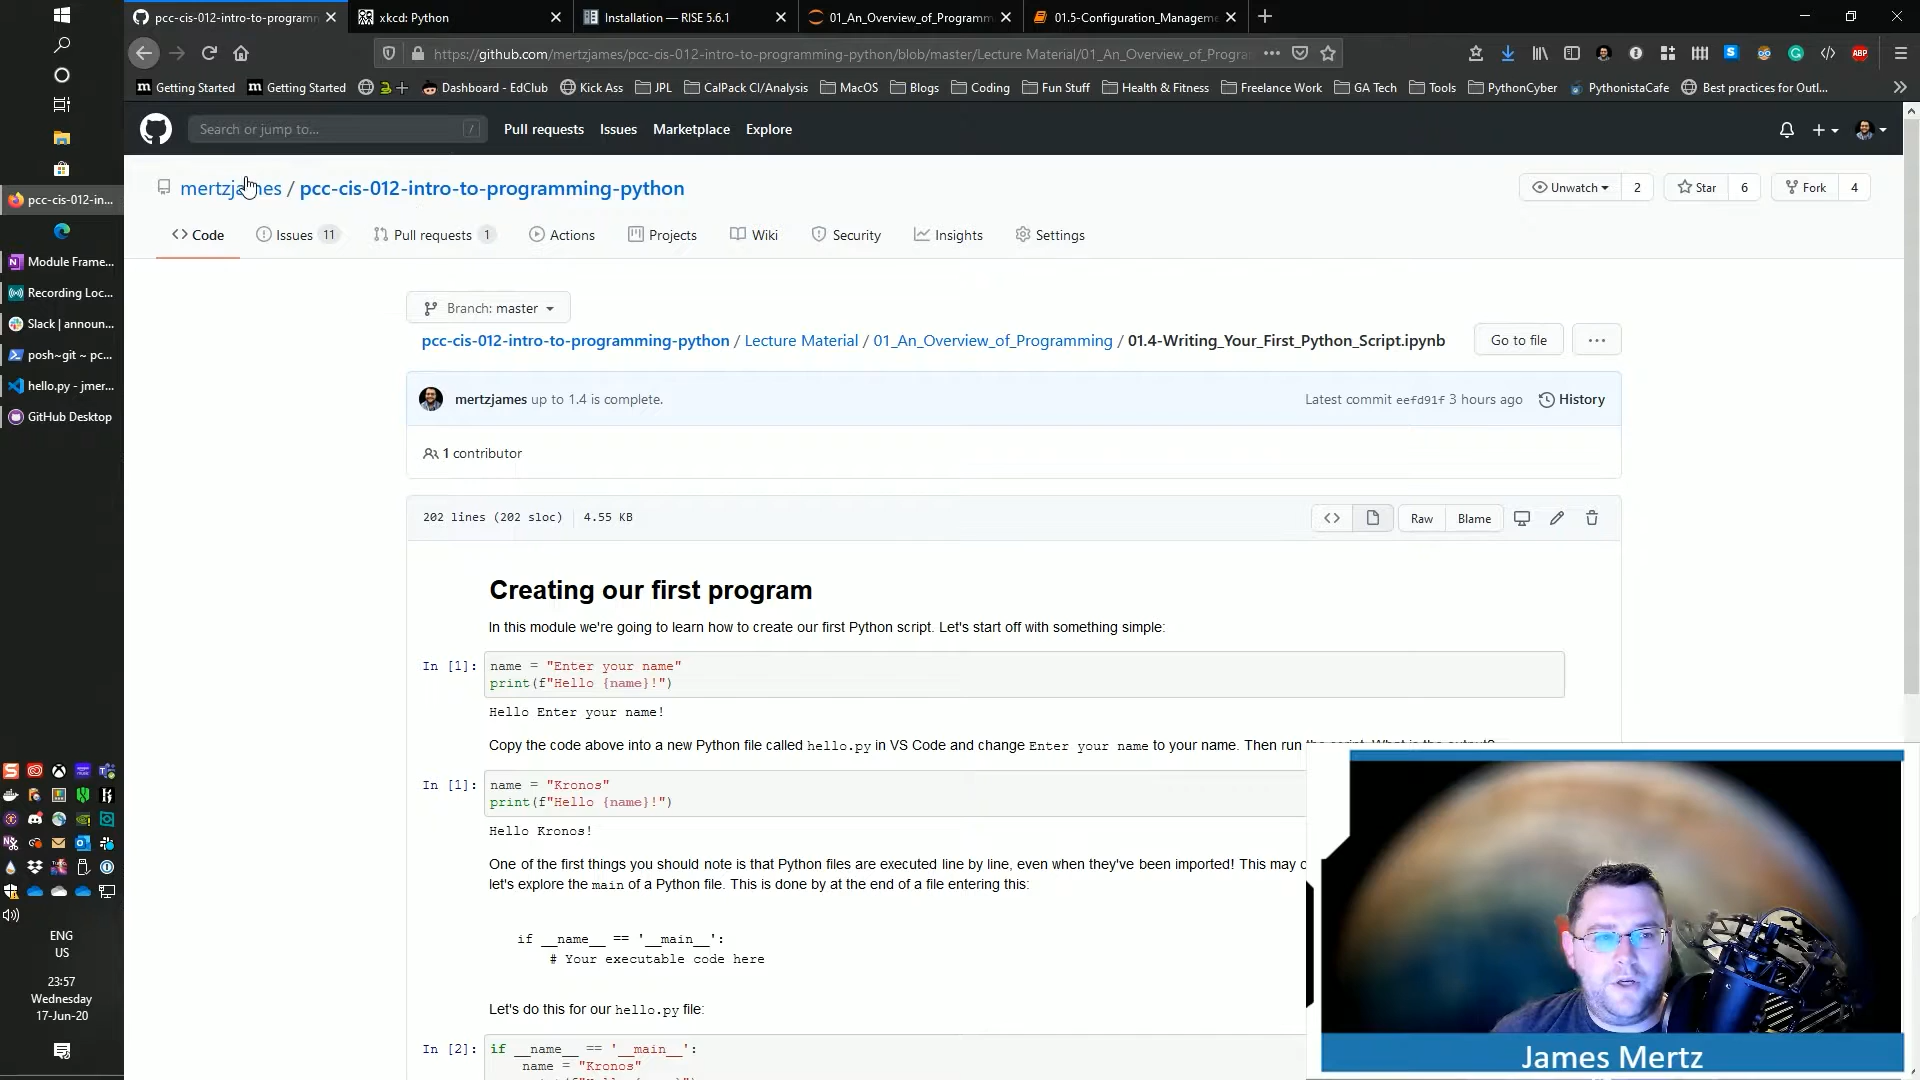 pcc-cis-012-intro-to-programm
xkcd: Python
Installation — RISE 5.6.1
01_An_Overview_of_Programm
01.5-Configuration_Manageme
https://github.com/mertzjames/pcc-cis-012-intro-to-programming-python/blob/master/Lecture Material/01_An_Overview_of_Progra
Getting Started
Getting Started
Dashboard - EdClub
Kick Ass
JPL
CalPack CI/Analysis
MacOS
Blogs
Coding
Fun Stuff
Health & Fitness
Freelance Work
GA Tech
Tools
PythonCyber
PythonistaCafe
Best practices for Outl...
Search or jump to...
/
Pull requests
Issues
Marketplace
Explore
mertzjames / pcc-cis-012-intro-to-programming-python
Unwatch
2
Star
6
Fork
4
Code
Issues 11
Pull requests 1
Actions
Projects
Wiki
Security
Insights
Settings
Branch: master
pcc-cis-012-intro-to-programming-python / Lecture Material / 01_An_Overview_of_Programming / 01.4-Writing_Your_First_Python_Script.ipynb
Go to file
...
mertzjames up to 1.4 is complete.
Latest commit eefd91f 3 hours ago
History
1 contributor
202 lines (202 sloc)
4.55 KB
Raw
Blame
Creating our first program
In this module we're going to learn how to create our first Python script. Let's start off with something simple:
In [1]: name = "Enter your name"
print(f"Hello {name}!")
Hello Enter your name!
Copy the code above into a new Python file called hello.py in VS Code and change Enter your name to your name. Then run the script. What is the output?
In [1]: name = "Kronos"
print(f"Hello {name}!")
Hello Kronos!
One of the first things you should note is that Python files are executed line by line, even when they've been imported! This may
let's explore the main of a Python file. This is done by at the end of a file entering this:
if __name__ == '__main__':
# Your executable code here
Let's do this for our hello.py file:
In [2]: if __name__ == '__main__':
name = "Kronos"
pcc-cis-012-in...
Module Frame...
Recording Loc...
Slack | announ...
posh~git ~ pc...
hello.py - jmer...
GitHub Desktop
ENG
US
23:57
Wednesday
17-Jun-20
ABP
James Mertz